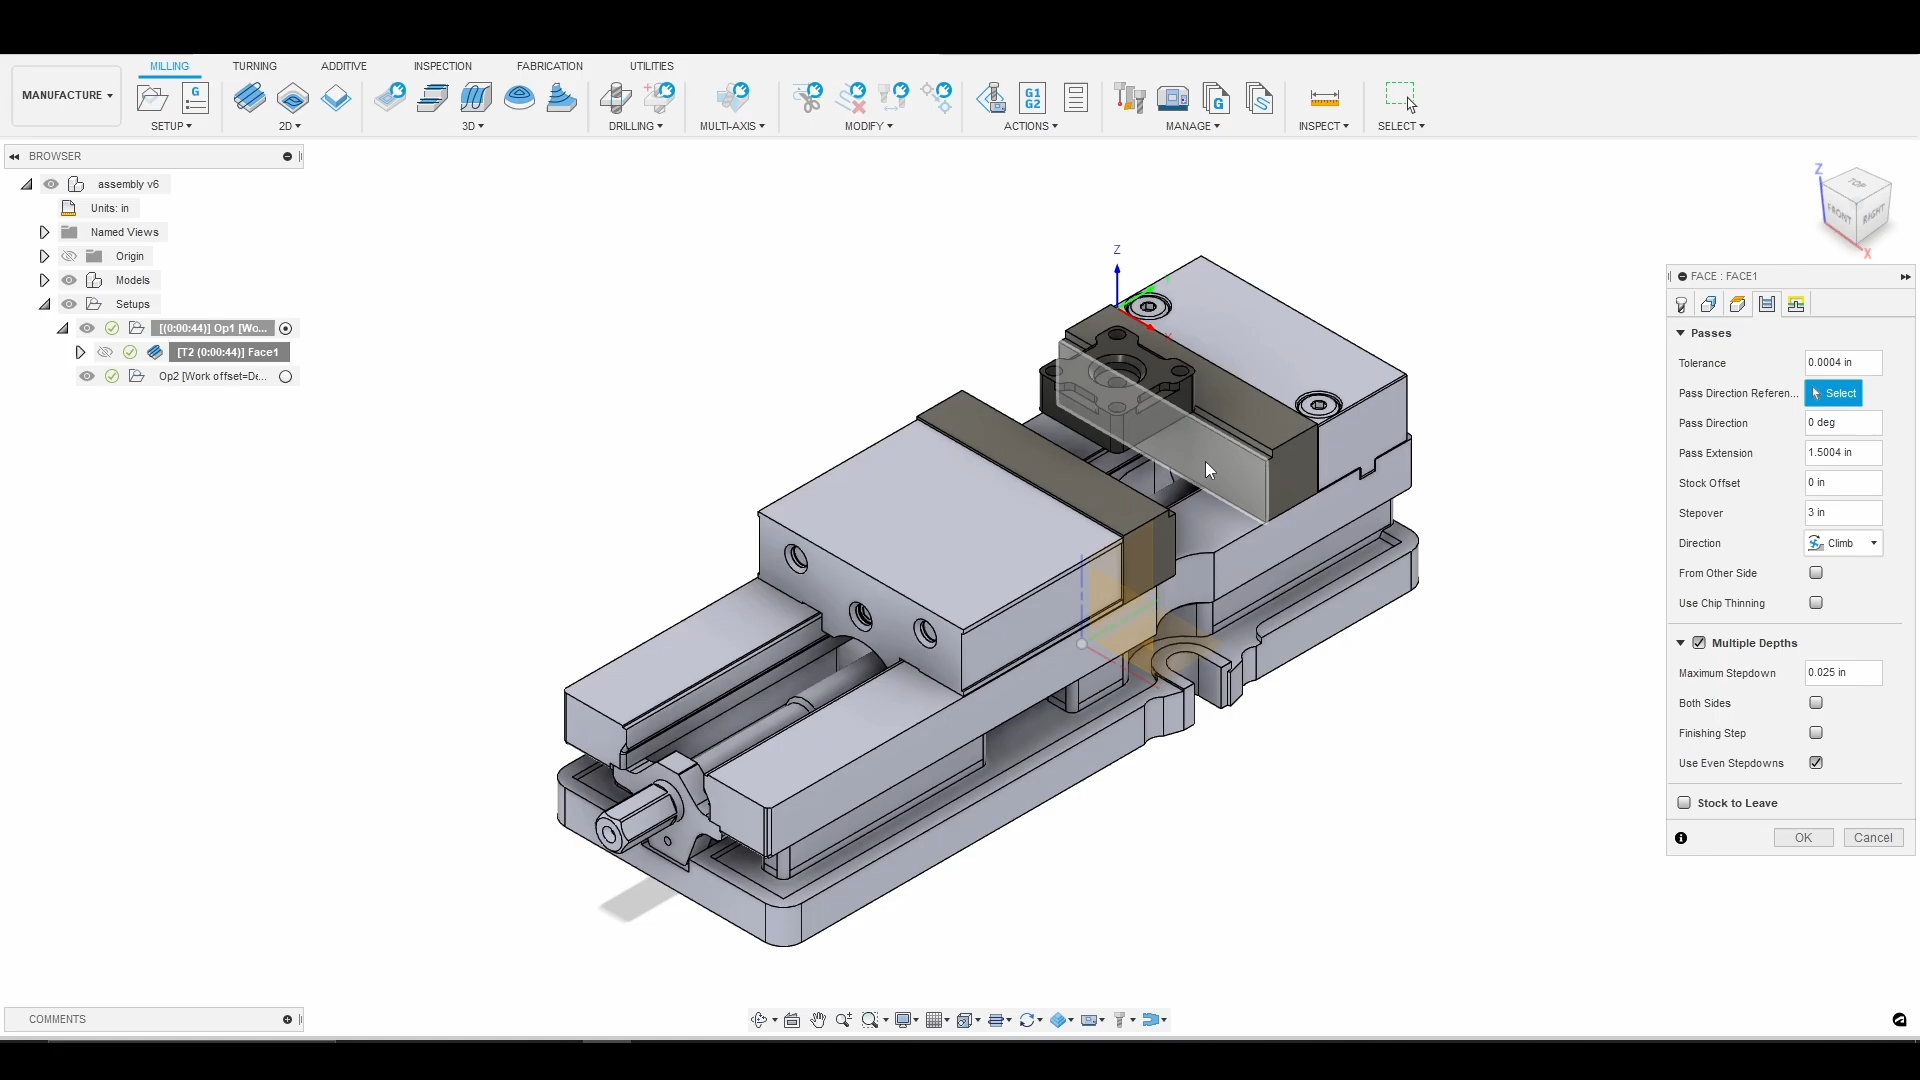 MILLING
TURNING
ADDITIVE
INSPECTION
FABRICATION
UTILITIES
MANUFACTURE
G
G1
G2
G
S
SETUP
2D
3D
DRILLING
MULTI-AXIS
MODIFY
ACTIONS
MANAGE
INSPECT
SELECT
BROWSER
assembly v6
Units: in
Named Views
Origin
Models
Setups
[(0:00:44)] Op1 [Wo...
[T2 (0:00:44)] Face1
Op2 [Work offset=De...
Z
X
Z
TOP
FRONT
RIGHT
X
FACE : FACE1
Passes
Tolerance
0.0004 in
Pass Direction Referen...
Select
Pass Direction
0 deg
Pass Extension
1.5004 in
Stock Offset
0 in
Stepover
3 in
Direction
Climb
From Other Side
Use Chip Thinning
Multiple Depths
Maximum Stepdown
0.025 in
Both Sides
Finishing Step
Use Even Stepdowns
Stock to Leave
OK
Cancel
COMMENTS